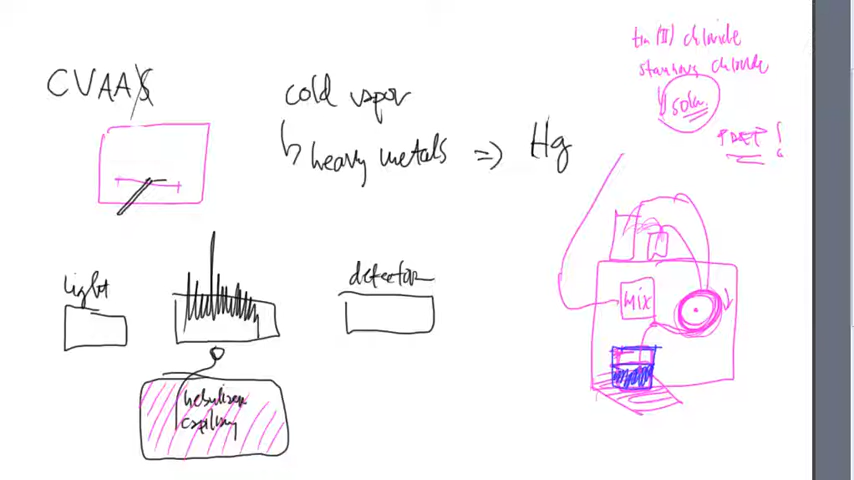 CVAAS
cold vapor
heavy metals => Hg
tin (II) chloride
stannous chloride
soln.
light
detector
nebulizer
capillary
mix